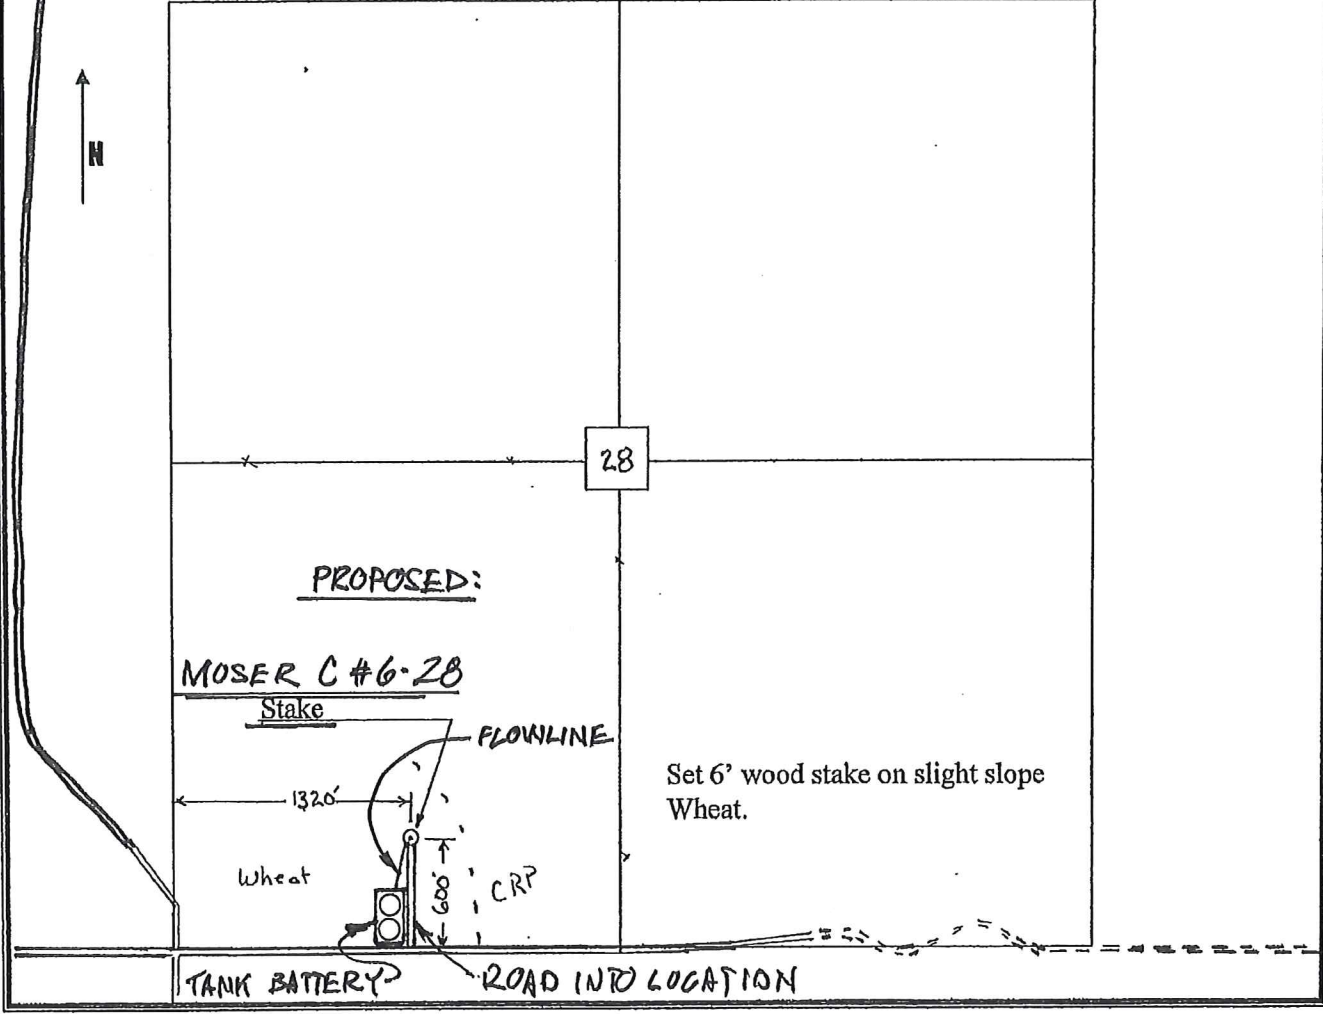 N
28
PROPOSED:
MOSER C #6-28
Stake
FLOWLINE
Set 6’ wood stake on slight slope
Wheat.
1320'
Wheat
600'
CRP
TANK BATTERY
ROAD INTO LOCATION